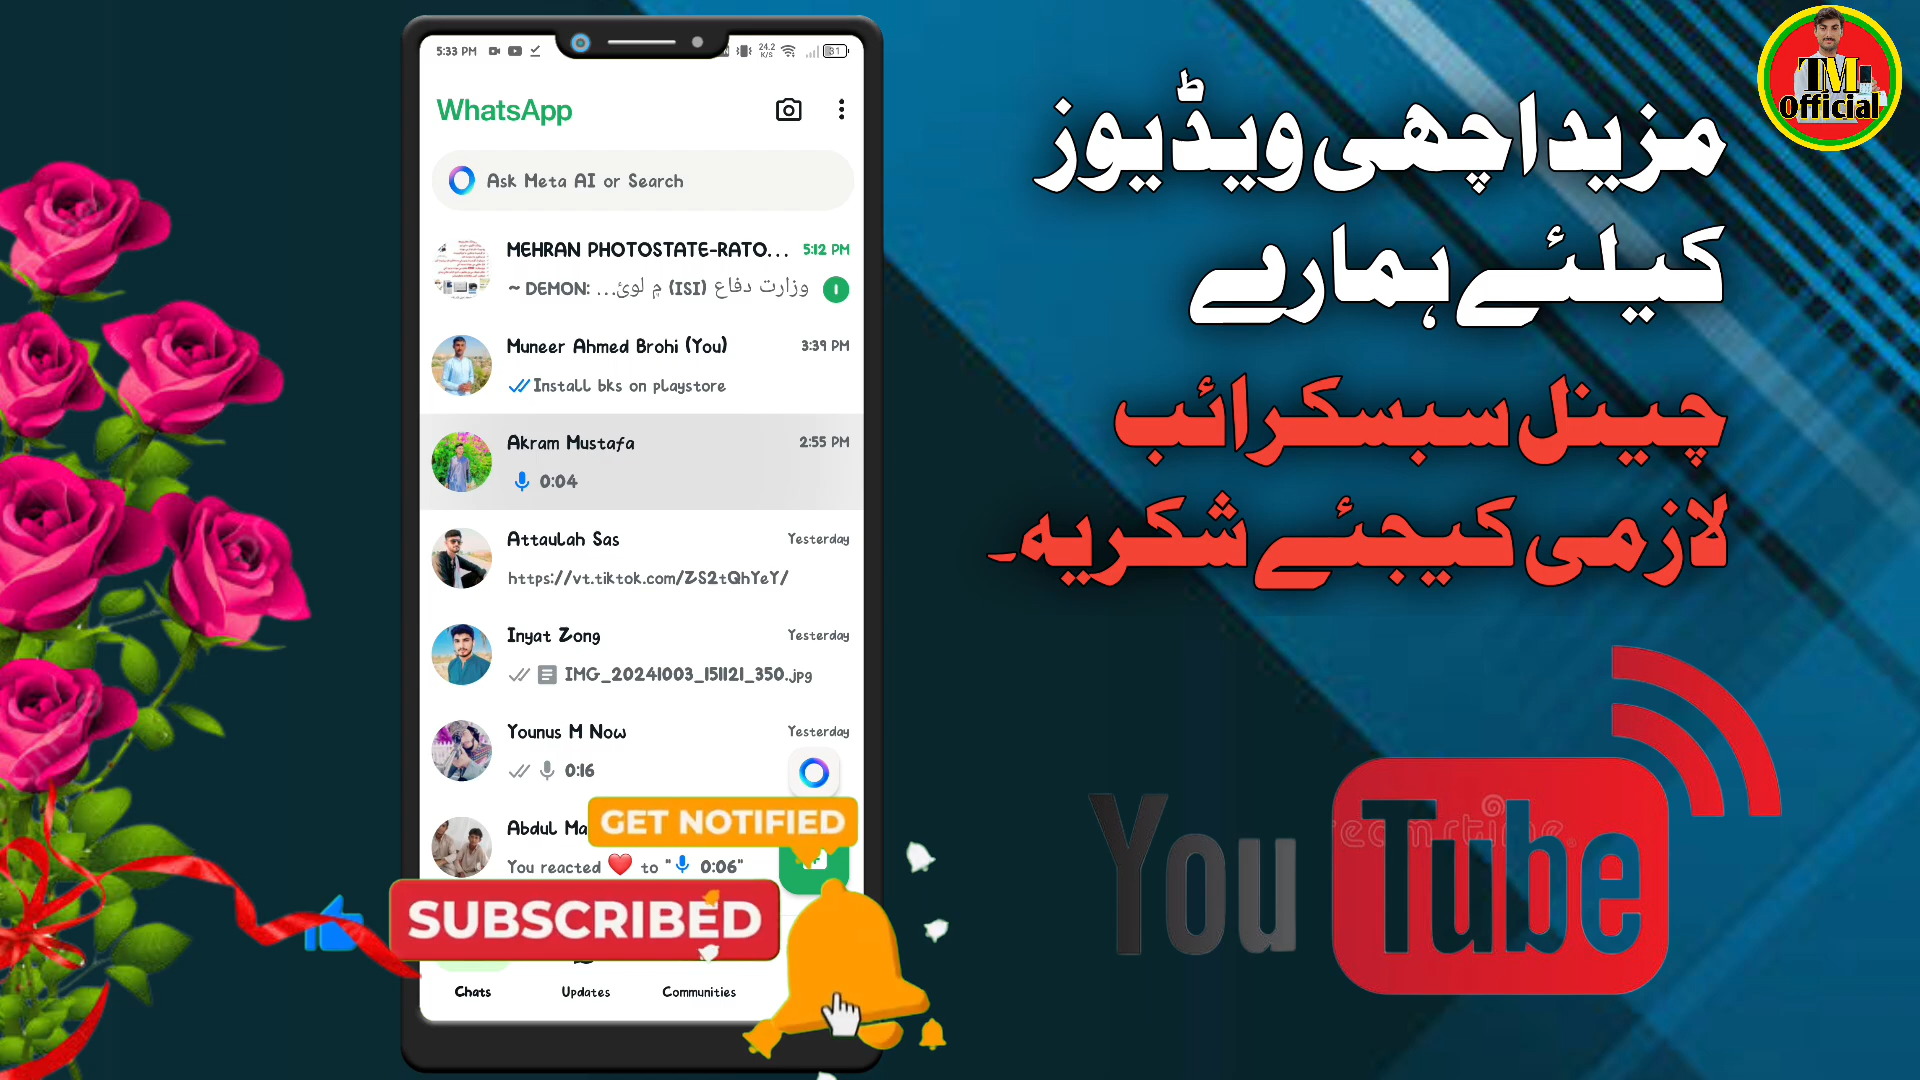 5:33 PM
24.2
K/S
31
WhatsApp
Ask Meta AI or Search
MEHRAN PHOTOSTATE-RATO... 5:12 PM
~ DEMON: وزارت دفاع (ISI) ۾ لوئ... 1
Muneer Ahmed Brohi (You) 3:39 PM
Install bks on playstore
Akram Mustafa 2:55 PM
0:04
Attaulah Sas Yesterday
https://vt.tiktok.com/ZS2tQhYeY/
Inyat Zong Yesterday
IMG_20241003_151121_350.jpg
Younus M Now Yesterday
0:16
Abdul Ma
GET NOTIFIED
You reacted ❤️ to "0:06"
SUBSCRIBED
Chats Updates Communities
TM
Official
مزید اچھی ویڈیوز
کیلئے ہمارے
چینل سبسکرائب
لازمی کیجئے شکریہ۔
YouTube